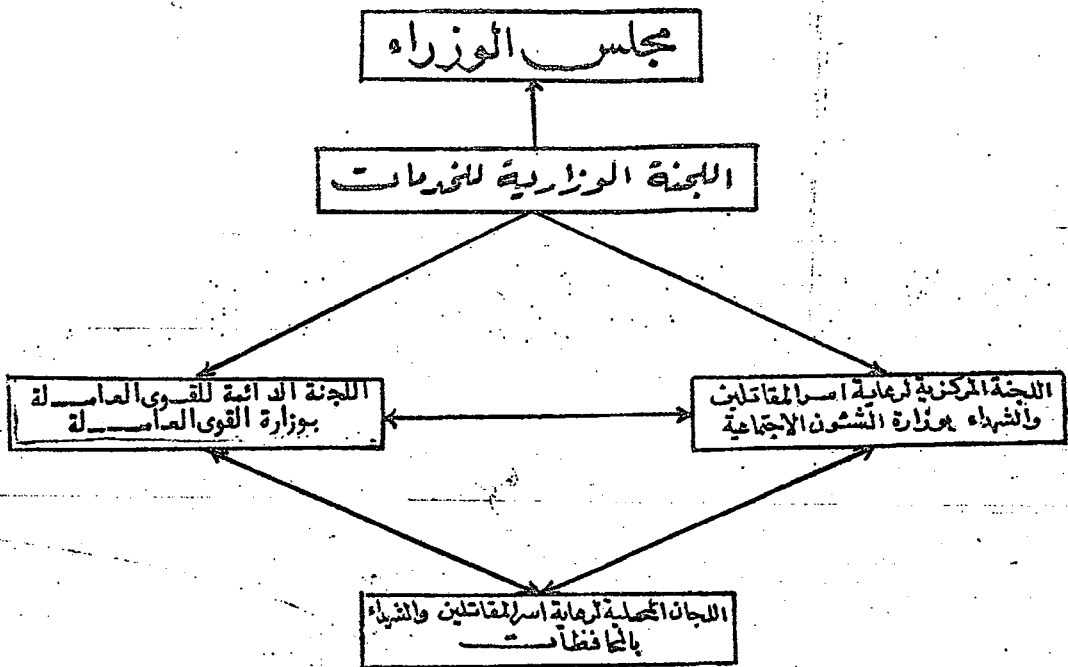 مجلس الوزراء
اللجنة الوزارية للخدمات
اللجنة المركزية لرعاية اسر المقاتلين
والشهداء بوزارة الشئون الاجتماعية
اللجنة الدائمة للقوى العاملة
بوزارة القوى العاملة
اللجان المحلية لرعاية اسر المقاتلين والشهداء
بالمحافظات